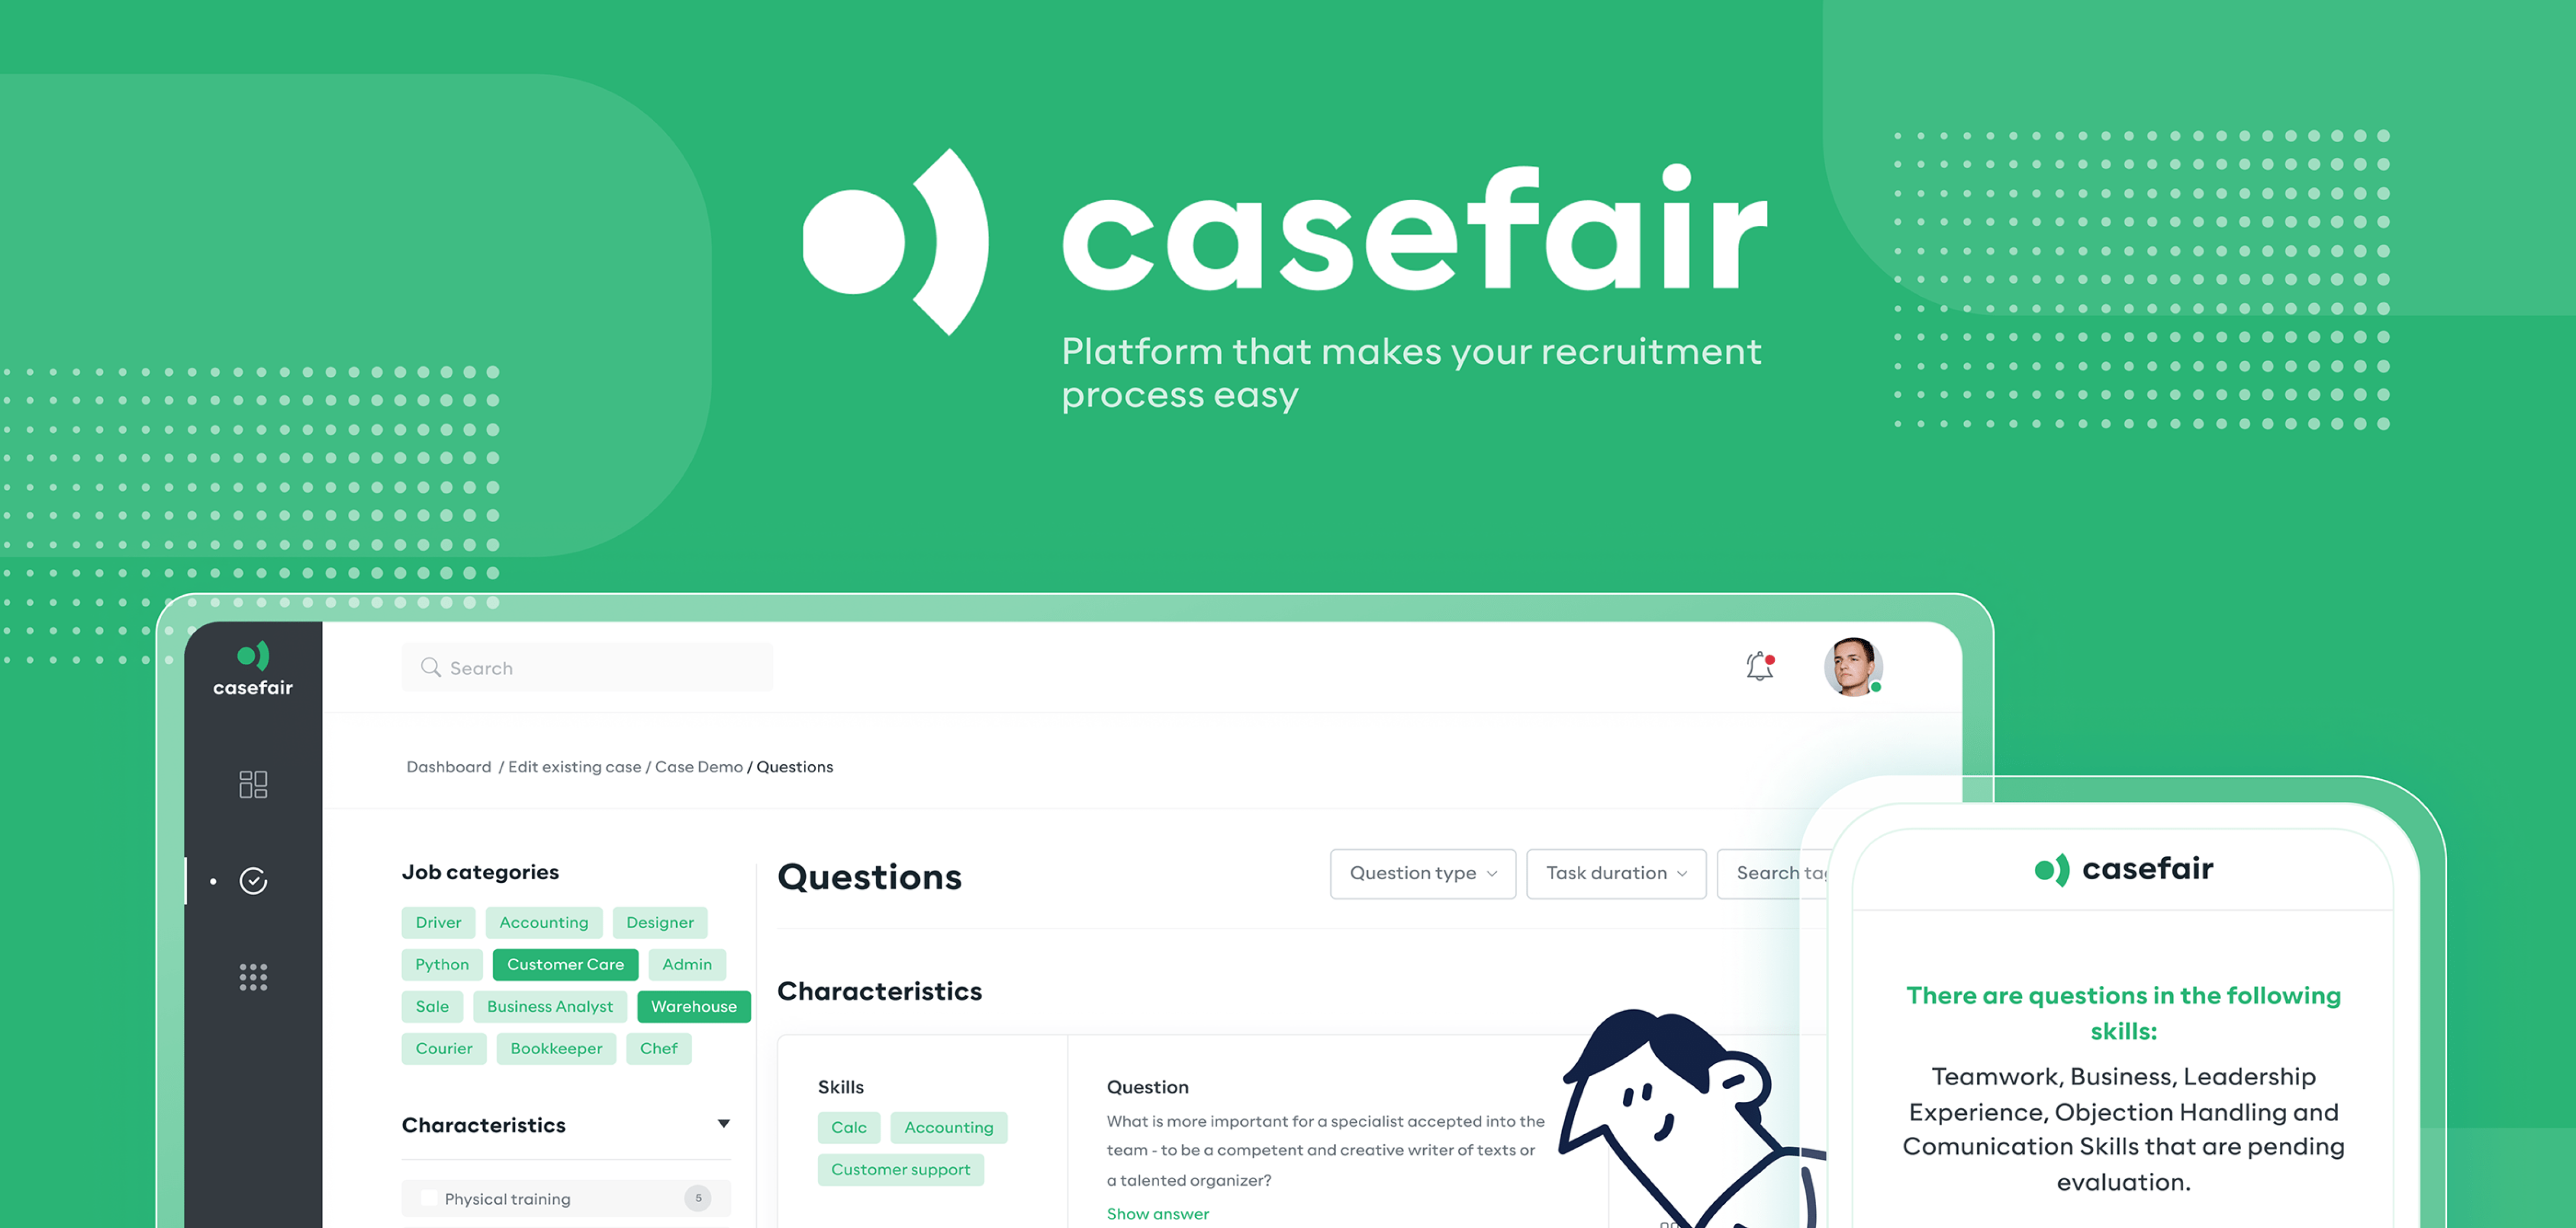 casefair
Platform that makes your recruitment
process easy
casefair
Search
Dashboard / Edit existing case / Case Demo / Questions
Job categories
Driver Accounting Designer
Python Customer Care Admin
Sale Business Analyst Warehouse
Courier Bookkeeper Chef
Characteristics
Physical training 5
Questions
Question type Task duration Search
Characteristics
Skills
Calc Accounting
Customer support
Question
What is more important for a specialist accepted into the
team - to be a competent and creative writer of texts or
a talented organizer?
Show answer
casefair
There are questions in the following
skills:
Teamwork, Business, Leadership
Experience, Objection Handling and
Comunication Skills that are pending
evaluation.